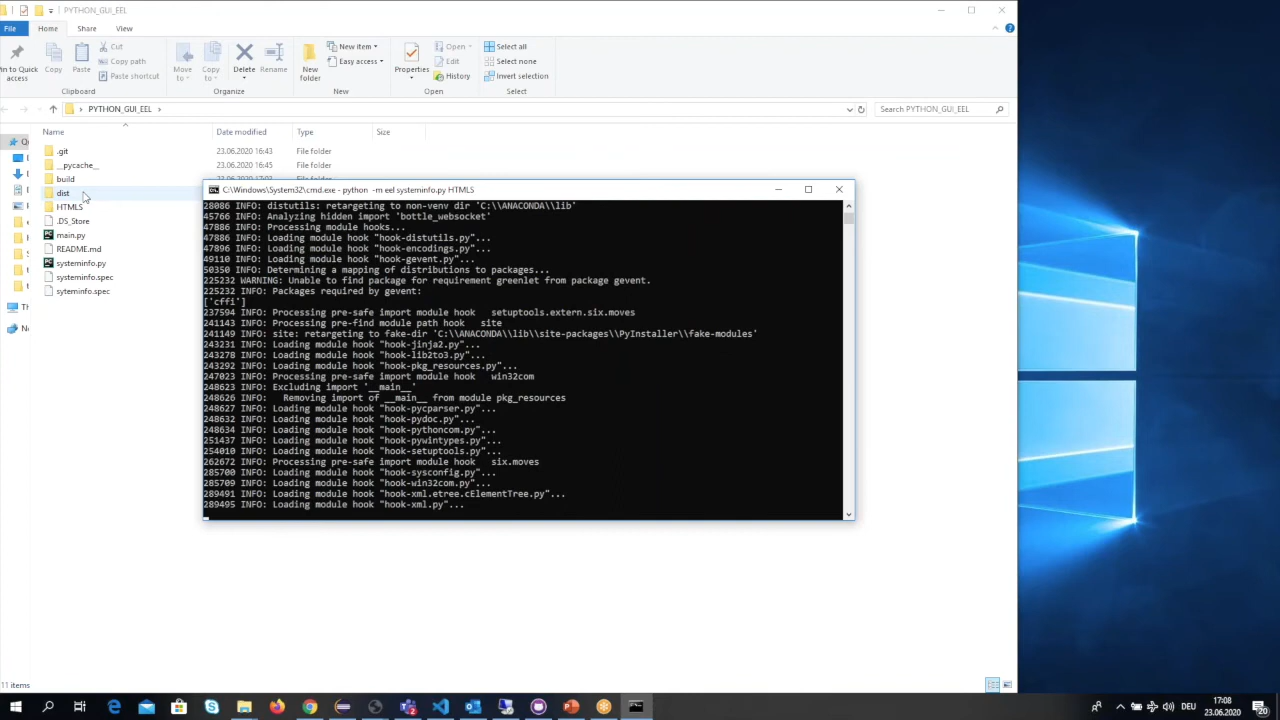 PYTHON_GUI_EEL
File Home Share View
Pin to Quick access
Copy
Paste
Cut
Copy path
Paste shortcut
Move to
Copy to
Delete
Rename
New folder
New item
Easy access
Properties
Open
Edit
History
Select all
Select none
Invert selection
Clipboard Organize New Open Select
PYTHON_GUI_EEL
Search PYTHON_GUI_EEL
Name Date modified Type Size
.git 23.06.2020 16:43 File folder
__pycache__ 23.06.2020 16:45 File folder
build
dist
HTMLS
.DS_Store
main.py
README.md
systeminfo.py
systeminfo.spec
syteminfo.spec
C:\Windows\System32\cmd.exe - python -m eel systeminfo.py HTMLS
28086 INFO: distutils: retargeting to non-venv dir 'C:\\ANACONDA\\lib'
45766 INFO: Analyzing hidden import 'bottle_websocket'
47886 INFO: Processing module hooks...
47887 INFO: Loading module hook "hook-distutils.py"...
47896 INFO: Loading module hook "hook-encodings.py"...
49110 INFO: Loading module hook "hook-gevent.py"...
50350 INFO: Determining a mapping of distributions to packages...
225232 WARNING: Unable to find package for requirement greenlet from package gevent.
225232 INFO: Packages required by gevent:
['cffi']
237594 INFO: Processing pre-safe import module hook   setuptools.extern.six.moves
241143 INFO: Processing pre-find module path hook   site
241149 INFO: site: retargeting to fake-dir 'C:\\ANACONDA\\lib\\site-packages\\PyInstaller\\fake-modules'
243231 INFO: Loading module hook "hook-jinja2.py"...
243278 INFO: Loading module hook "hook-lib2to3.py"...
243292 INFO: Loading module hook "hook-pkg_resources.py"...
247023 INFO: Processing pre-safe import module hook   win32com
248623 INFO: Excluding import '__main__'
248626 INFO:   Removing import of __main__ from module pkg_resources
248627 INFO: Loading module hook "hook-pycparser.py"...
248632 INFO: Loading module hook "hook-pydoc.py"...
248634 INFO: Loading module hook "hook-pythoncom.py"...
251437 INFO: Loading module hook "hook-pywintypes.py"...
254010 INFO: Loading module hook "hook-setuptools.py"...
262672 INFO: Processing pre-safe import module hook   six.moves
285700 INFO: Loading module hook "hook-sysconfig.py"...
285709 INFO: Loading module hook "hook-win32com.py"...
289491 INFO: Loading module hook "hook-xml.etree.cElementTree.py"...
289495 INFO: Loading module hook "hook-xml.py"...
11 items
DEU
17:08
23.06.2020
20